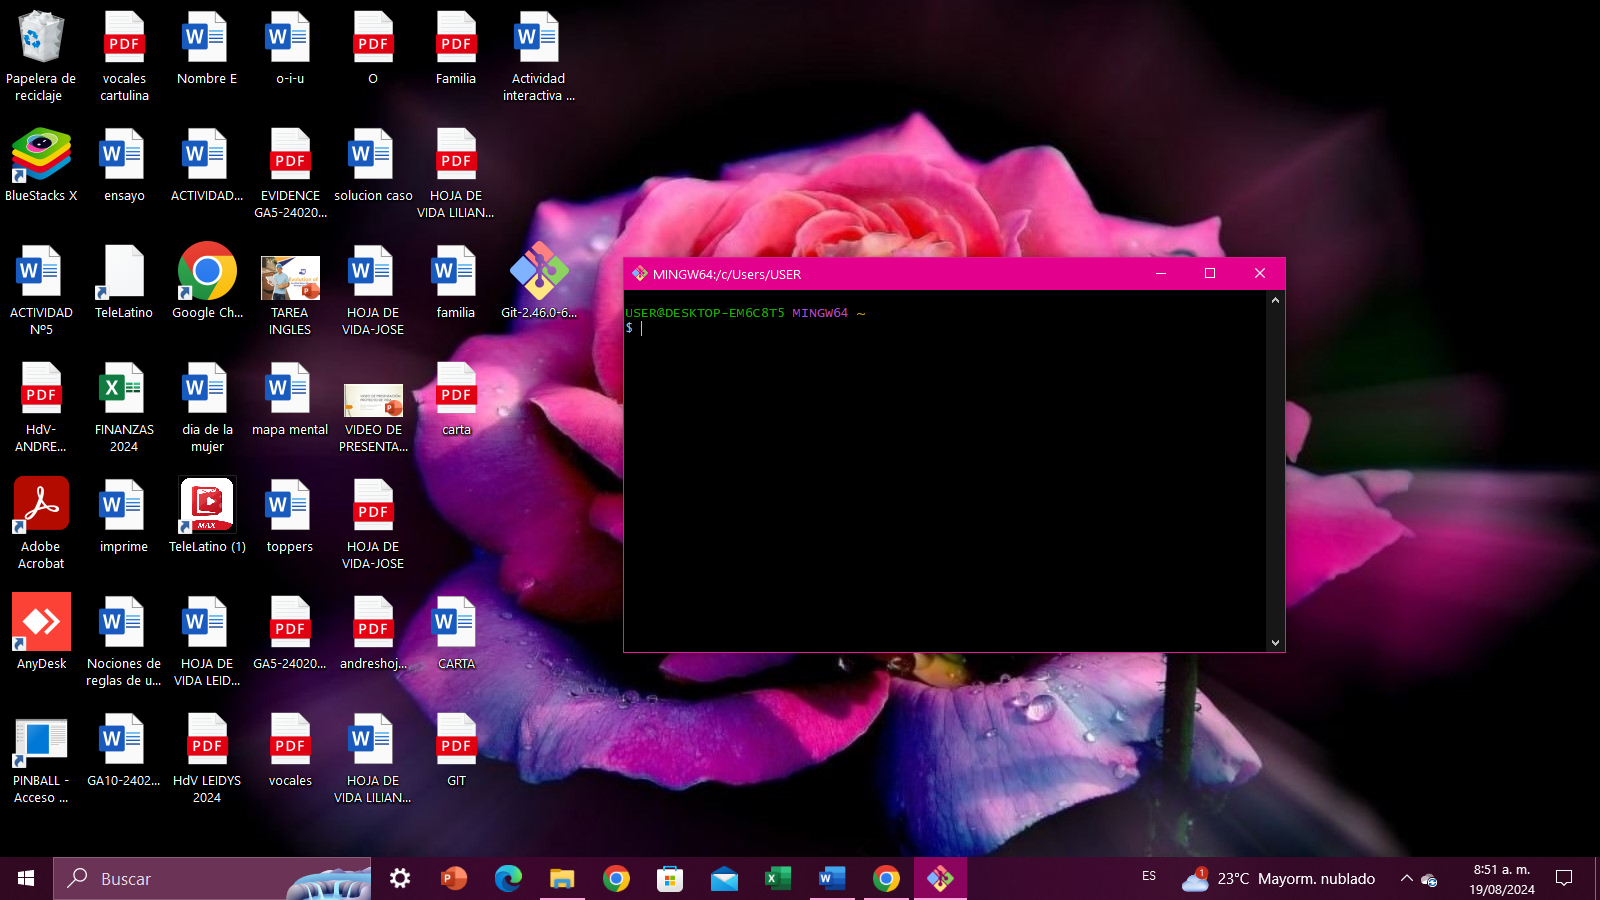 Papelera de
reciclaje
vocales
cartulina
Nombre E
o-i-u
O
Familia
Actividad
interactiva ...
BlueStacks X
ensayo
ACTIVIDAD...
EVIDENCE
GA5-24020...
solucion caso
HOJA DE
VIDA LILIAN...
ACTIVIDAD
Nº5
TeleLatino
Google Ch...
TAREA
INGLES
HOJA DE
VIDA-JOSE
familia
Git-2.46.0-6...
HdV-
ANDRE...
FINANZAS
2024
dia de la
mujer
mapa mental
VIDEO DE
PRESENTA...
carta
Adobe
Acrobat
imprime
MAX
TeleLatino (1)
toppers
HOJA DE
VIDA-JOSE
AnyDesk
Nociones de
reglas de u...
HOJA DE
VIDA LEID...
GA5-24020...
andreshoj...
CARTA
PINBALL -
Acceso ...
GA10-2402...
HdV LEIDYS
2024
vocales
HOJA DE
VIDA LILIAN...
GIT
MINGW64:/c/Users/USER
USER@DESKTOP-EM6C8T5 MINGW64 ~
$
Buscar
ES
1
23°C Mayorm. nublado
8:51 a. m.
19/08/2024